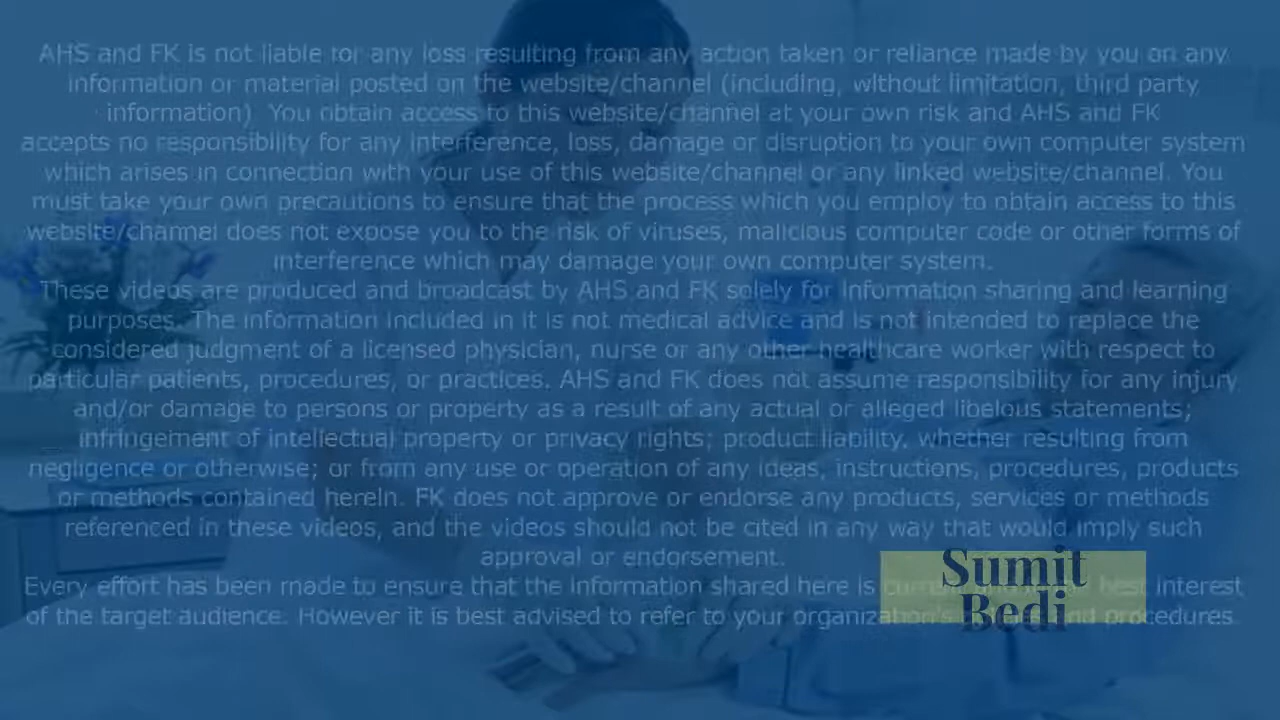 AHS and FK is not liable for any loss resulting from any action taken or reliance made by you on any
information or material posted on the website/channel (including, without limitation, third party
information). You obtain access to this website/channel at your own risk and AHS and FK
accepts no responsibility for any interference, loss, damage or disruption to your own computer system
which arises in connection with your use of this website/channel or any linked website/channel. You
must take your own precautions to ensure that the process which you employ to obtain access to this
website/channel does not expose you to the risk of viruses, malicious computer code or other forms of
interference which may damage your own computer system.
These videos are produced and broadcast by AHS and FK solely for information sharing and learning
purposes. The information included in it is not medical advice and is not intended to replace the
considered judgment of a licensed physician, nurse or any other healthcare worker with respect to
particular patients, procedures, or practices. AHS and FK does not assume responsibility for any injury
and/or damage to persons or property as a result of any actual or alleged libelous statements;
infringement of intellectual property or privacy rights; product liability, whether resulting from
negligence or otherwise; or from any use or operation of any ideas, instructions, procedures, products
or methods contained herein. FK does not approve or endorse any products, services or methods
referenced in these videos, and the videos should not be cited in any way that would imply such
approval or endorsement.
Every effort has been made to ensure that the information shared here is best interest
of the target audience. However it is best advised to refer to your organization's procedures.
Sumit
Bedi